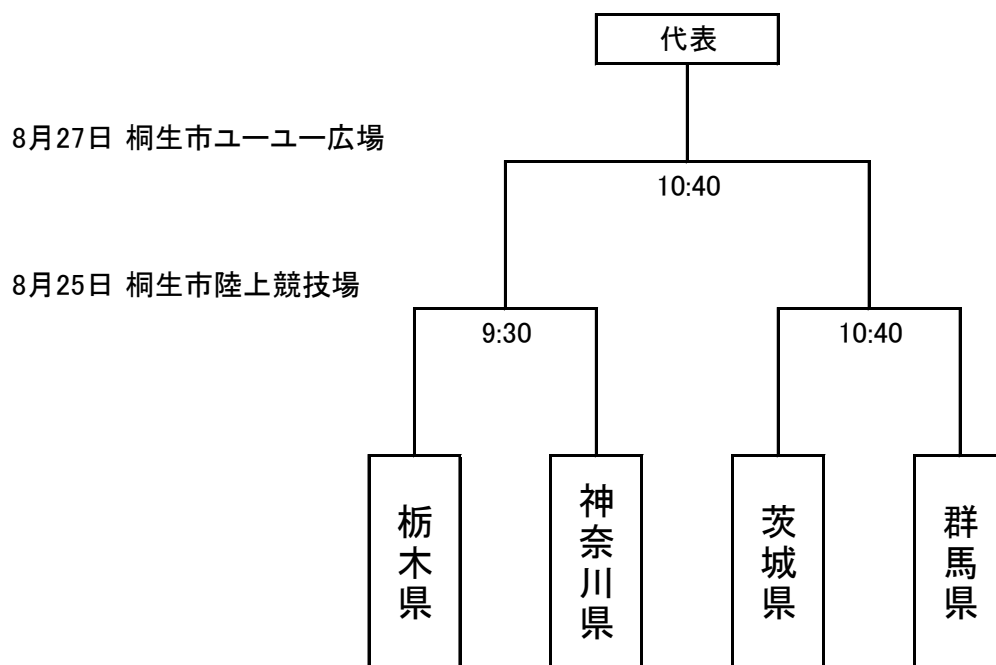 代表
8月27日 桐生市ユーユー広場
10:40
8月25日 桐生市陸上競技場
9:30
10:40
栃木県
神奈川県
茨城県
群馬県